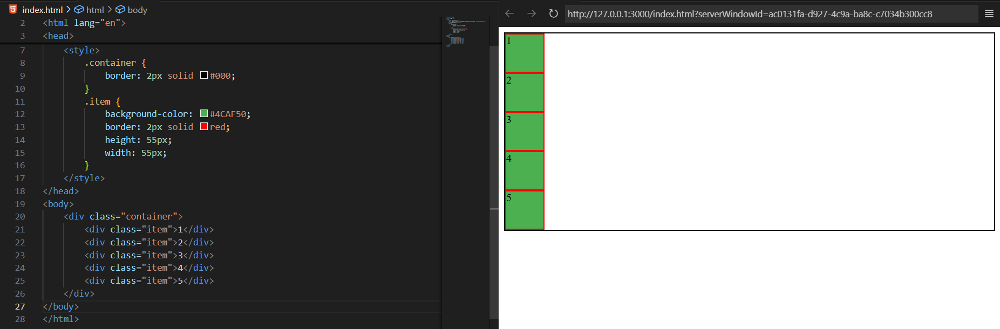 index.html > html > body
2 <html lang="en">
3 <head>
7 <style>
8 .container {
9 border: 2px solid #000;
10 }
11 .item {
12 background-color: #4CAF50;
13 border: 2px solid red;
14 height: 55px;
15 width: 55px;
16 }
17 </style>
18 </head>
19 <body>
20 <div class="container">
21 <div class="item">1</div>
22 <div class="item">2</div>
23 <div class="item">3</div>
24 <div class="item">4</div>
25 <div class="item">5</div>
26 </div>
27 </body>
28 </html>
http://127.0.0.1:3000/index.html?serverWindowId=ac0131fa-d927-4c9a-ba8c-c7034b300cc8
1
2
3
4
5